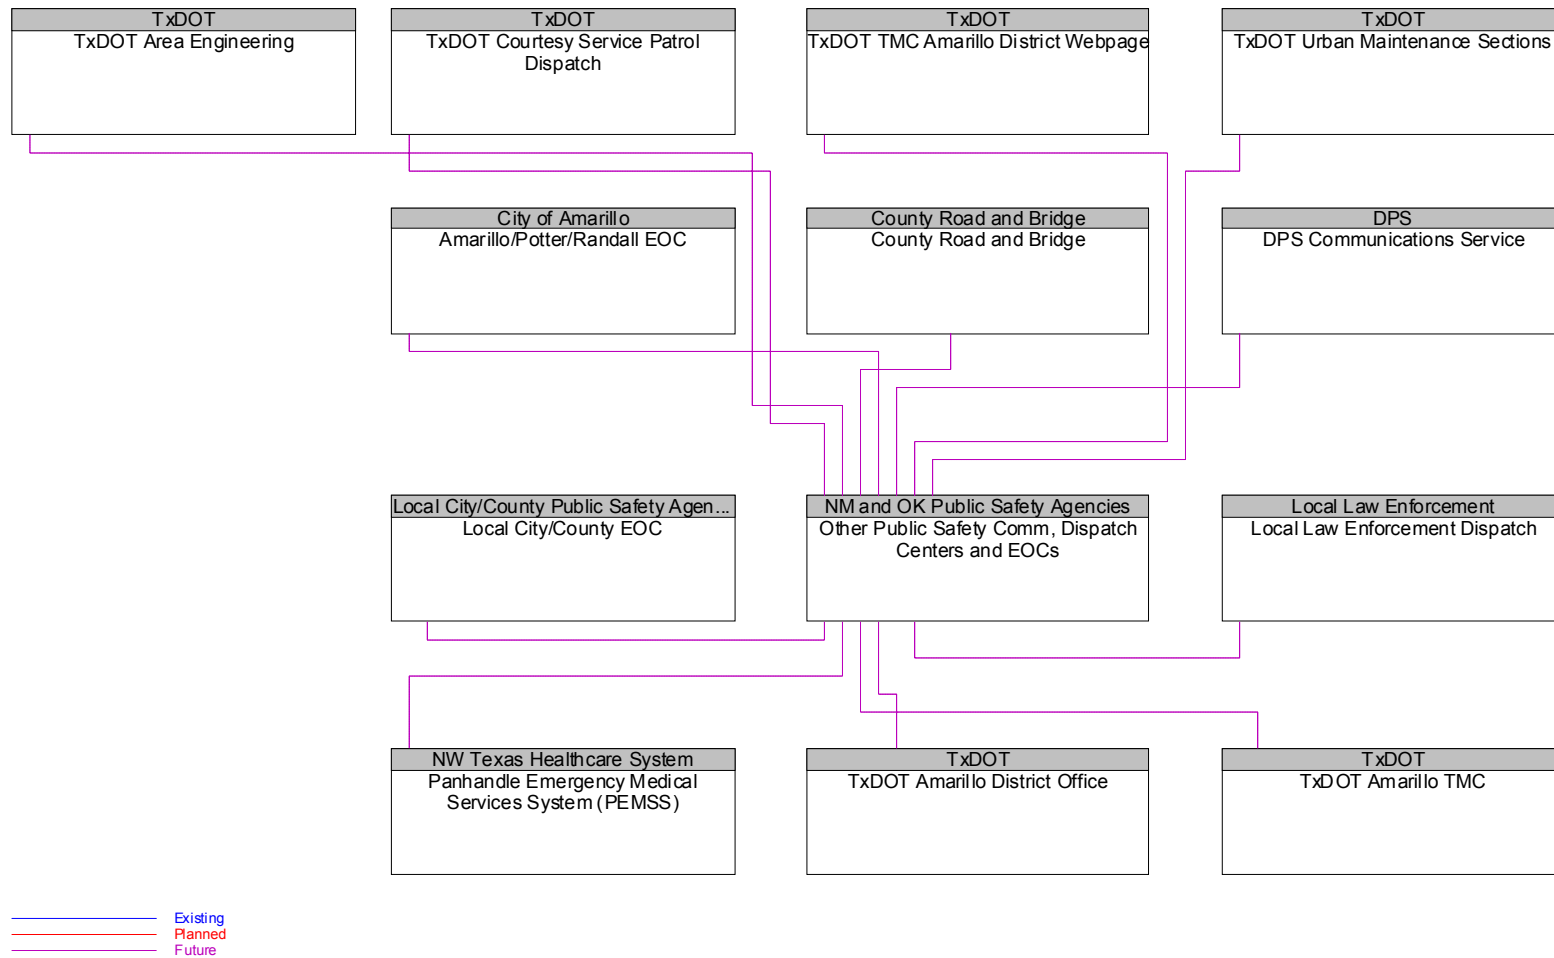 TxDOT
TxDOT Area Engineering
TxDOT
TxDOT Courtesy Service Patrol
Dispatch
TxDOT
TxDOT TMC Amarillo District Webpage
TxDOT
TxDOT Urban Maintenance Sections
City of Amarillo
Amarillo/Potter/Randall EOC
County Road and Bridge
County Road and Bridge
DPS
DPS Communications Service
Local City/County Public Safety Agen...
Local City/County EOC
NM and OK Public Safety Agencies
Other Public Safety Comm, Dispatch
Centers and EOCs
Local Law Enforcement
Local Law Enforcement Dispatch
NW Texas Healthcare System
Panhandle Emergency Medical
Services System (PEMSS)
TxDOT
TxDOT Amarillo District Office
TxDOT
TxDOT Amarillo TMC
Existing
Planned
Future